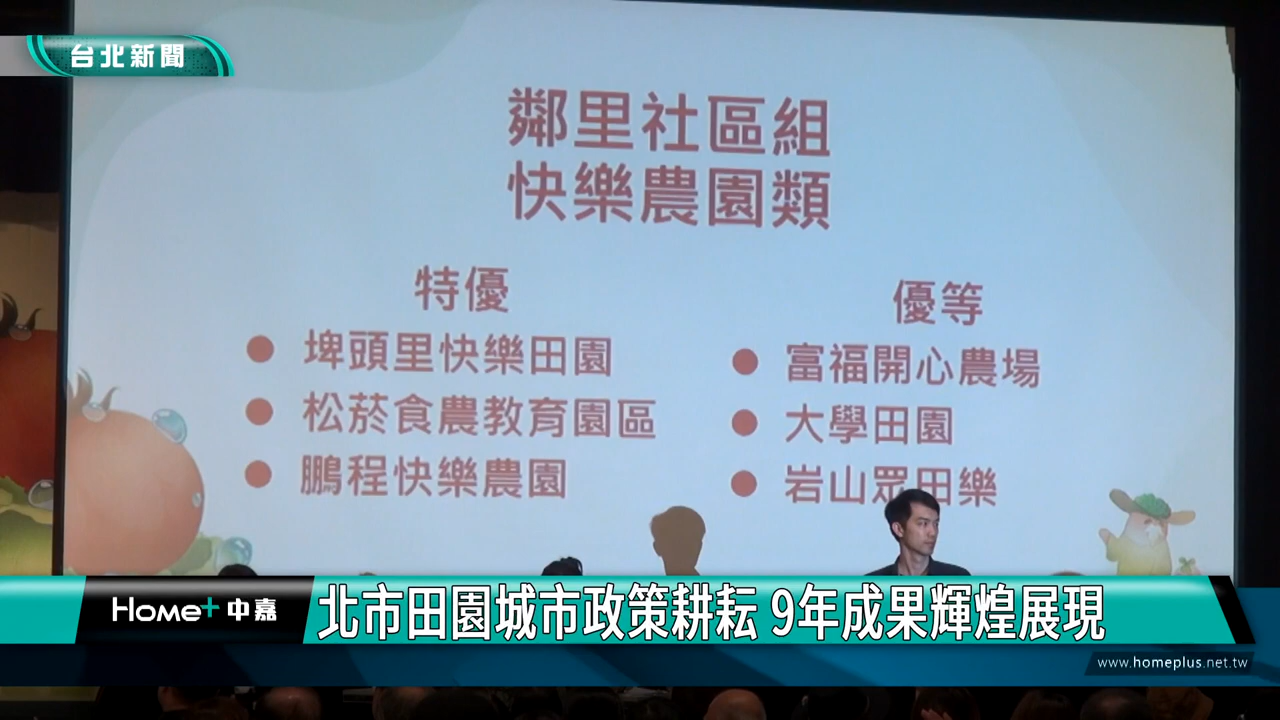 台北新聞
鄰里社區組
快樂農園類
特優
埤頭里快樂田園
松菸食農教育園區
鵬程快樂農園
優等
富福開心農場
大學田園
岩山眾田樂
Home+中嘉
北市田園城市政策耕耘 9年成果輝煌展現
www.homeplus.net.tw